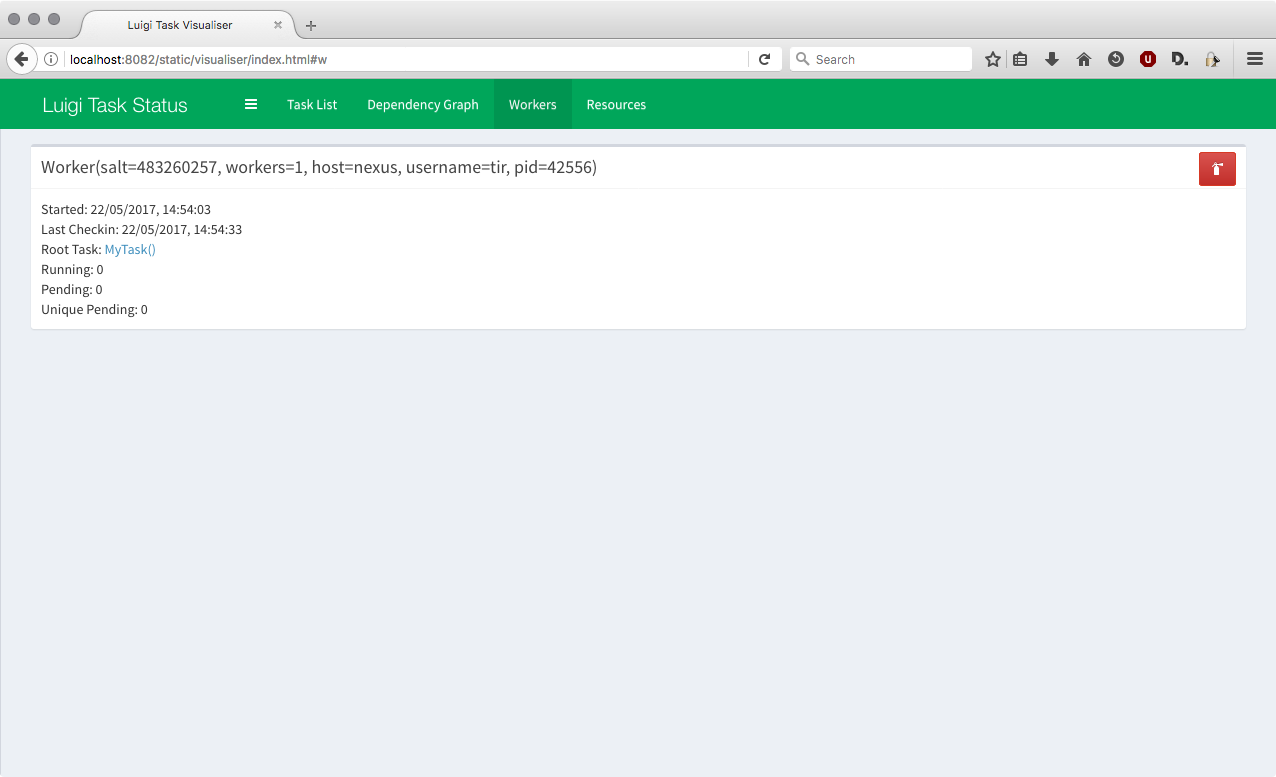 Luigi Task Visualiser
localhost:8082/static/visualiser/index.html#w
Search
D.
Luigi Task Status
Task List
Dependency Graph
Workers
Resources
Worker(salt=483260257, workers=1, host=nexus, username=tir, pid=42556)
Started: 22/05/2017, 14:54:03
Last Checkin: 22/05/2017, 14:54:33
Root Task: MyTask()
Running: 0
Pending: 0
Unique Pending: 0